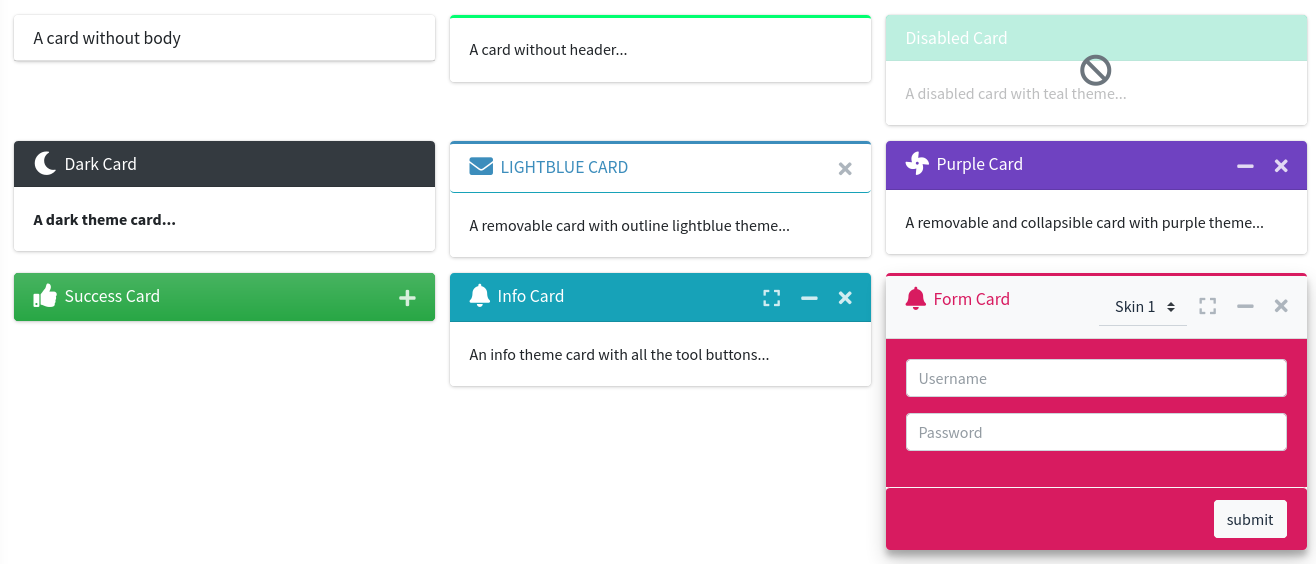 A card without body
A card without header...
Disabled Card
A disabled card with teal theme...
Dark Card
A dark theme card...
LIGHTBLUE CARD
A removable card with outline lightblue theme...
Purple Card
A removable and collapsible card with purple theme...
Success Card
Info Card
An info theme card with all the tool buttons...
Form Card
Skin 1
Username
Password
submit